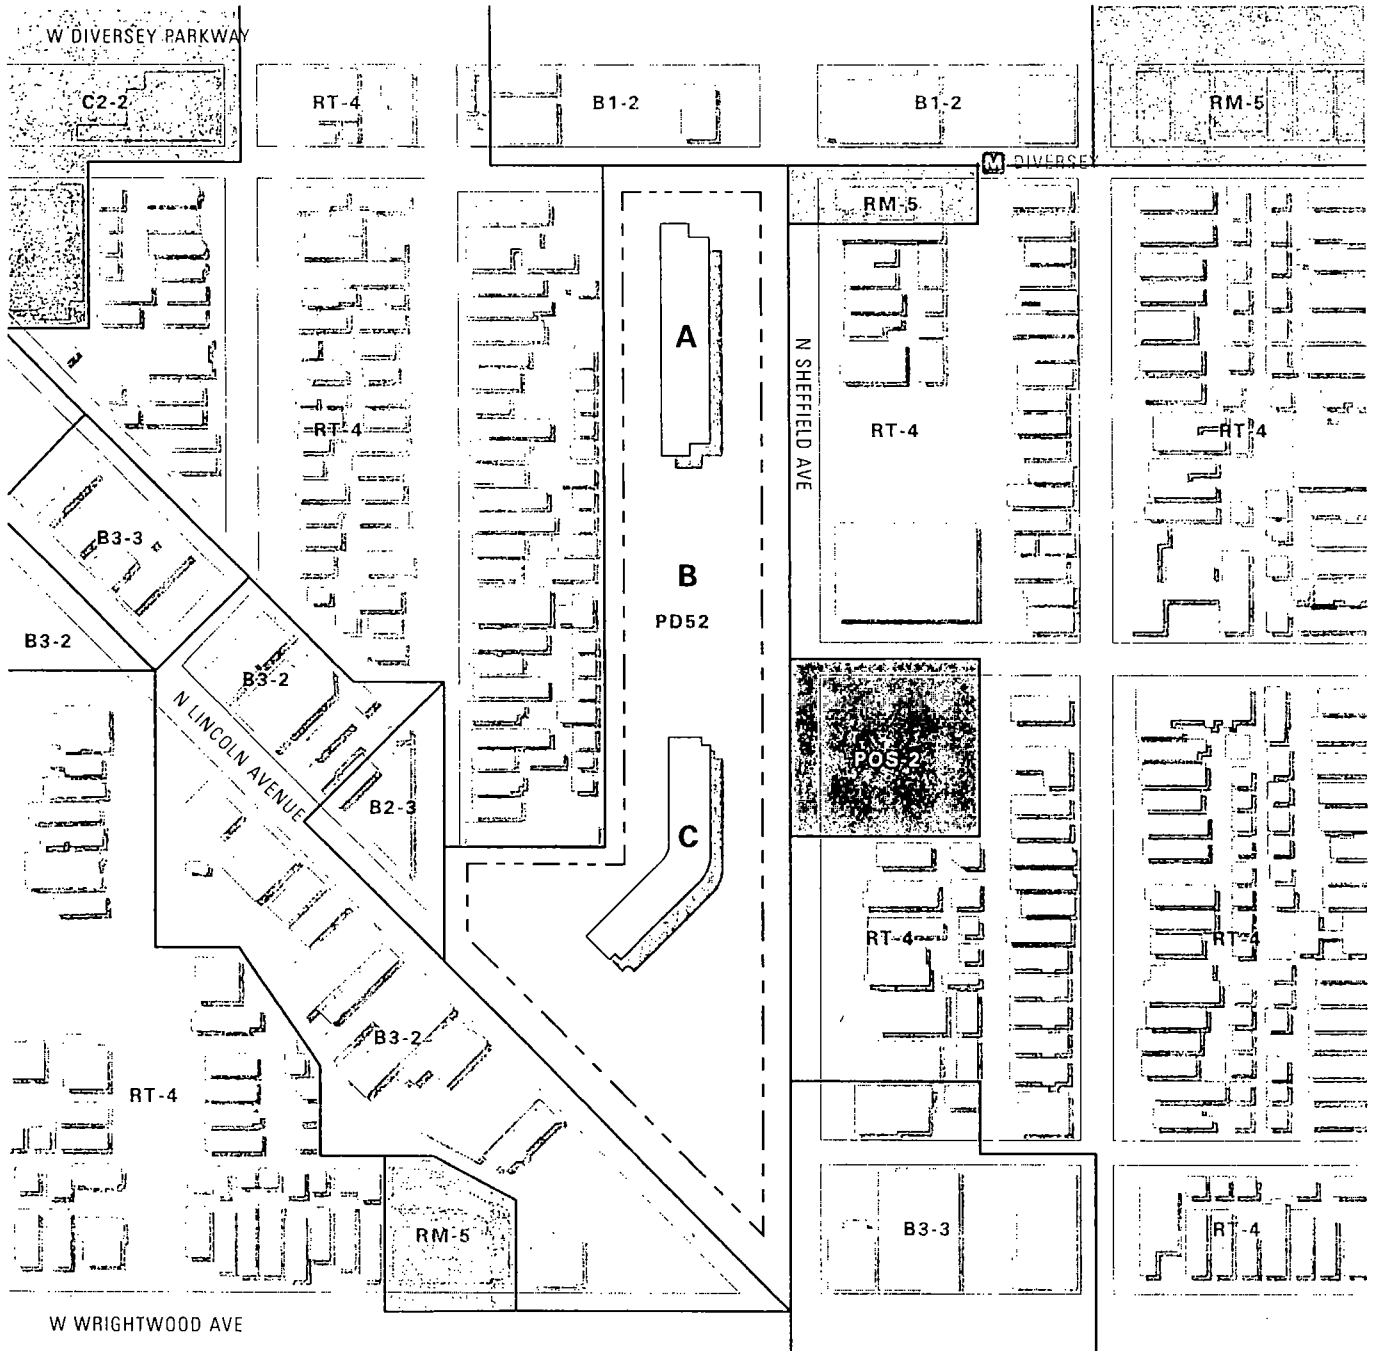 W DIVERSEY PARKWAY
C2-2
RT-4
B1-2
B1-2
RM-5
M DIVERSEY
RM-5
A
N SHEFFIELD AVE
RT-4
RT-4
RT-4
B3-3
B
PD52
B3-2
B3-2
N LINCOLN AVENUE
POS-2
B2-3
C
RT-4
RT-4
B3-2
RT-4
RM-5
B3-3
RT-4
W WRIGHTWOOD AVE